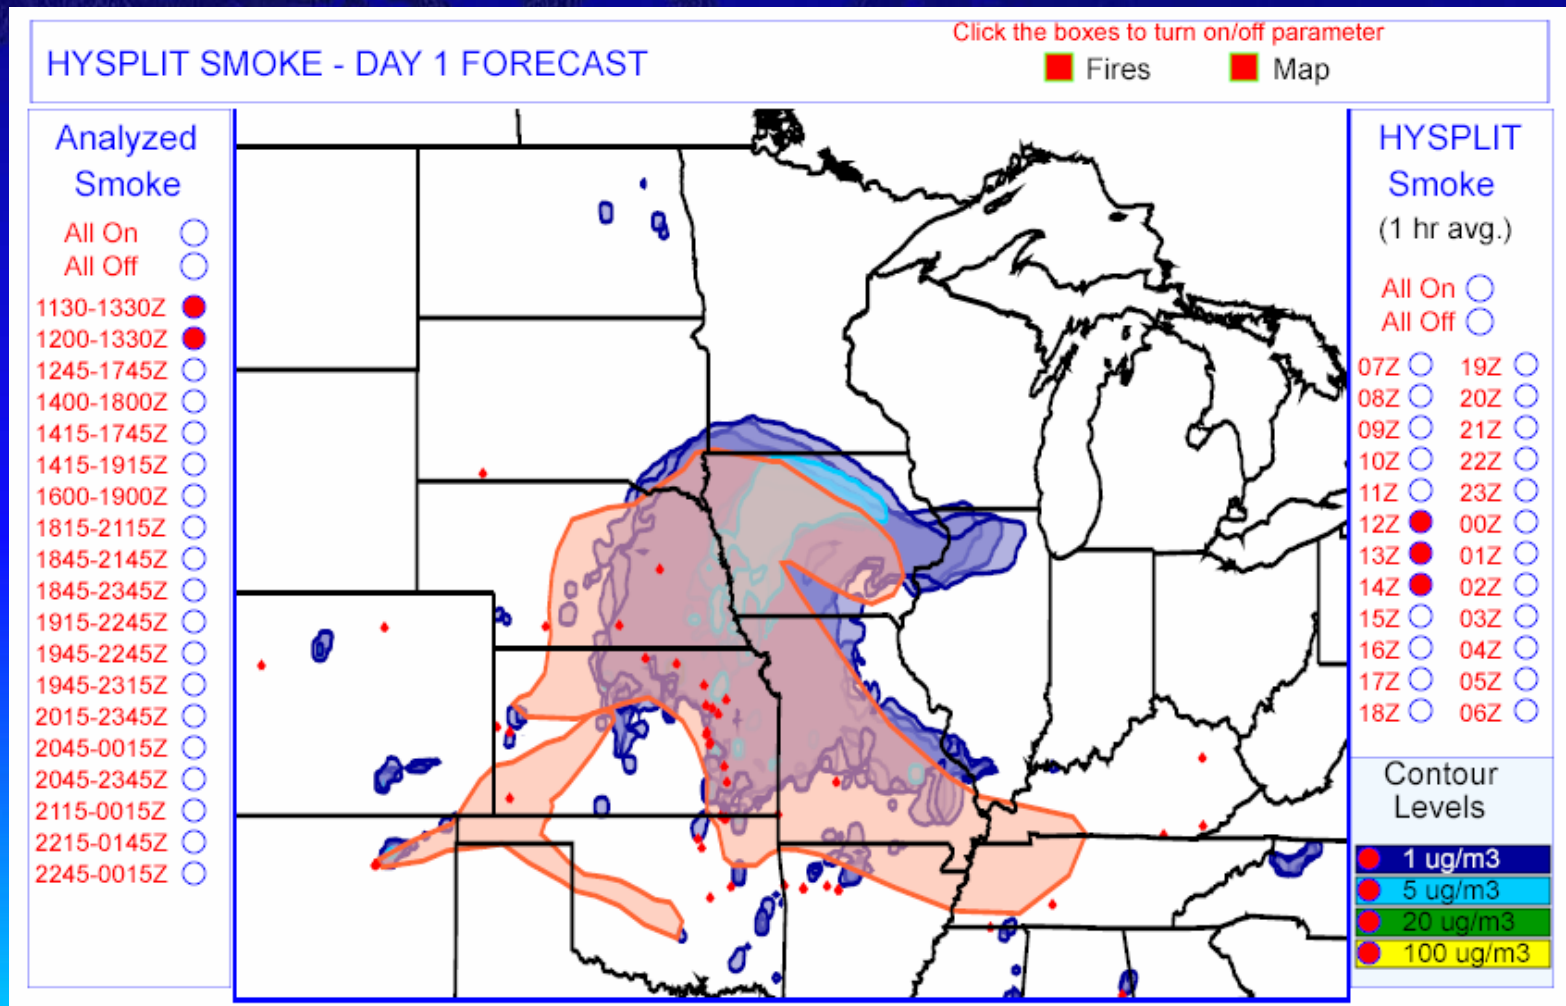 Click the boxes to turn on/off parameter
HYSPLIT SMOKE - DAY 1 FORECAST
Fires Map
Analyzed
Smoke
All On
All Off
1130-1330Z
1200-1330Z
1245-1745Z
1400-1800Z
1415-1745Z
1415-1915Z
1600-1900Z
1815-2115Z
1845-2145Z
1845-2345Z
1915-2245Z
1945-2245Z
1945-2315Z
2015-2345Z
2045-0015Z
2045-2345Z
2115-0015Z
2215-0145Z
2245-0015Z
HYSPLIT
Smoke
(1 hr avg.)
All On
All Off
07Z 19Z
08Z 20Z
09Z 21Z
10Z 22Z
11Z 23Z
12Z 00Z
13Z 01Z
14Z 02Z
15Z 03Z
16Z 04Z
17Z 05Z
18Z 06Z
Contour
Levels
1 ug/m3
5 ug/m3
20 ug/m3
100 ug/m3